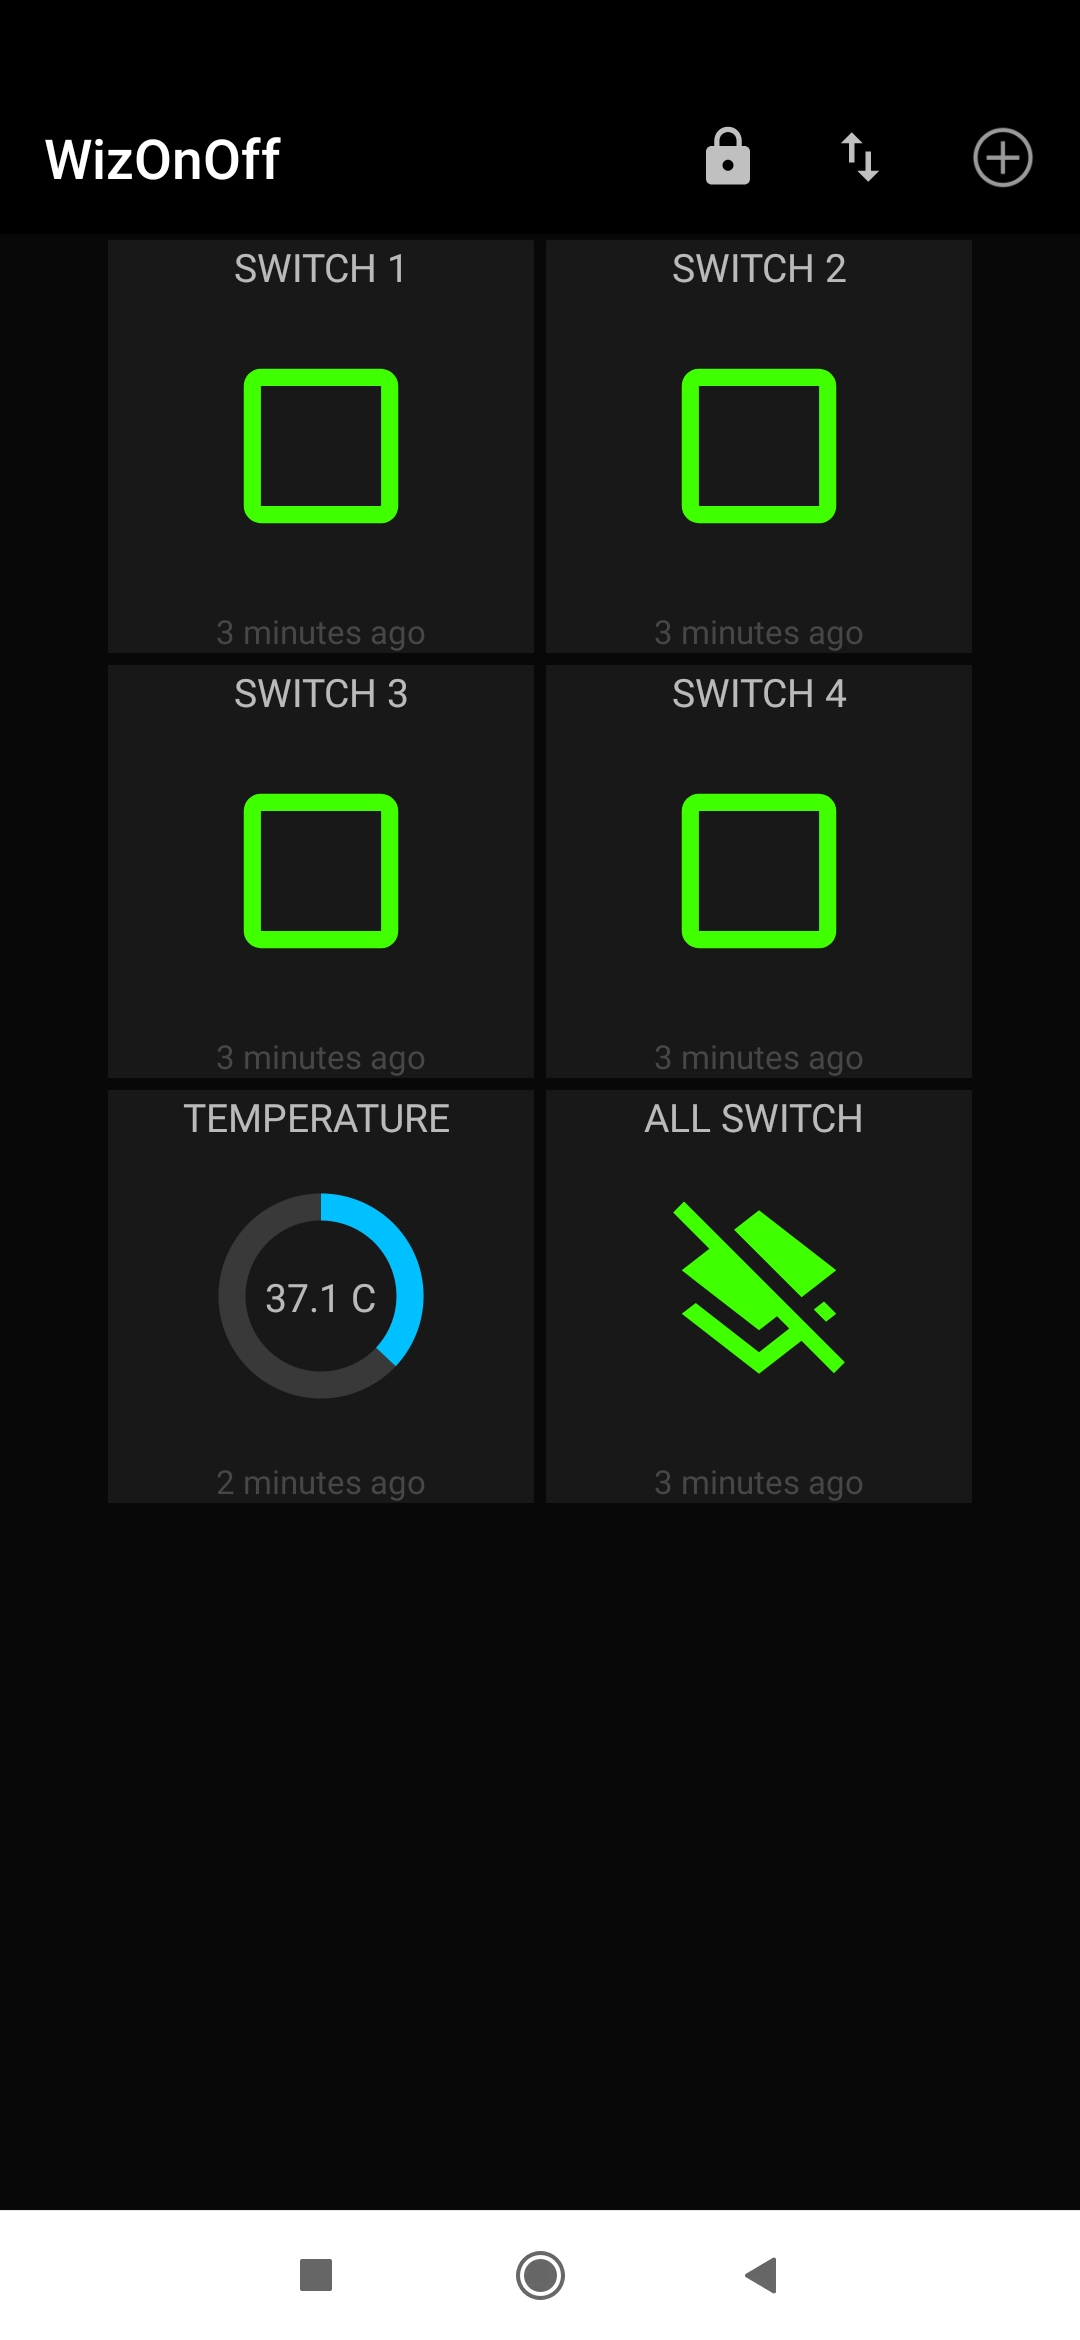 WizOnOff
SWITCH 1
SWITCH 2
3 minutes ago
3 minutes ago
SWITCH 3
SWITCH 4
3 minutes ago
3 minutes ago
TEMPERATURE
ALL SWITCH
37.1 C
2 minutes ago
3 minutes ago